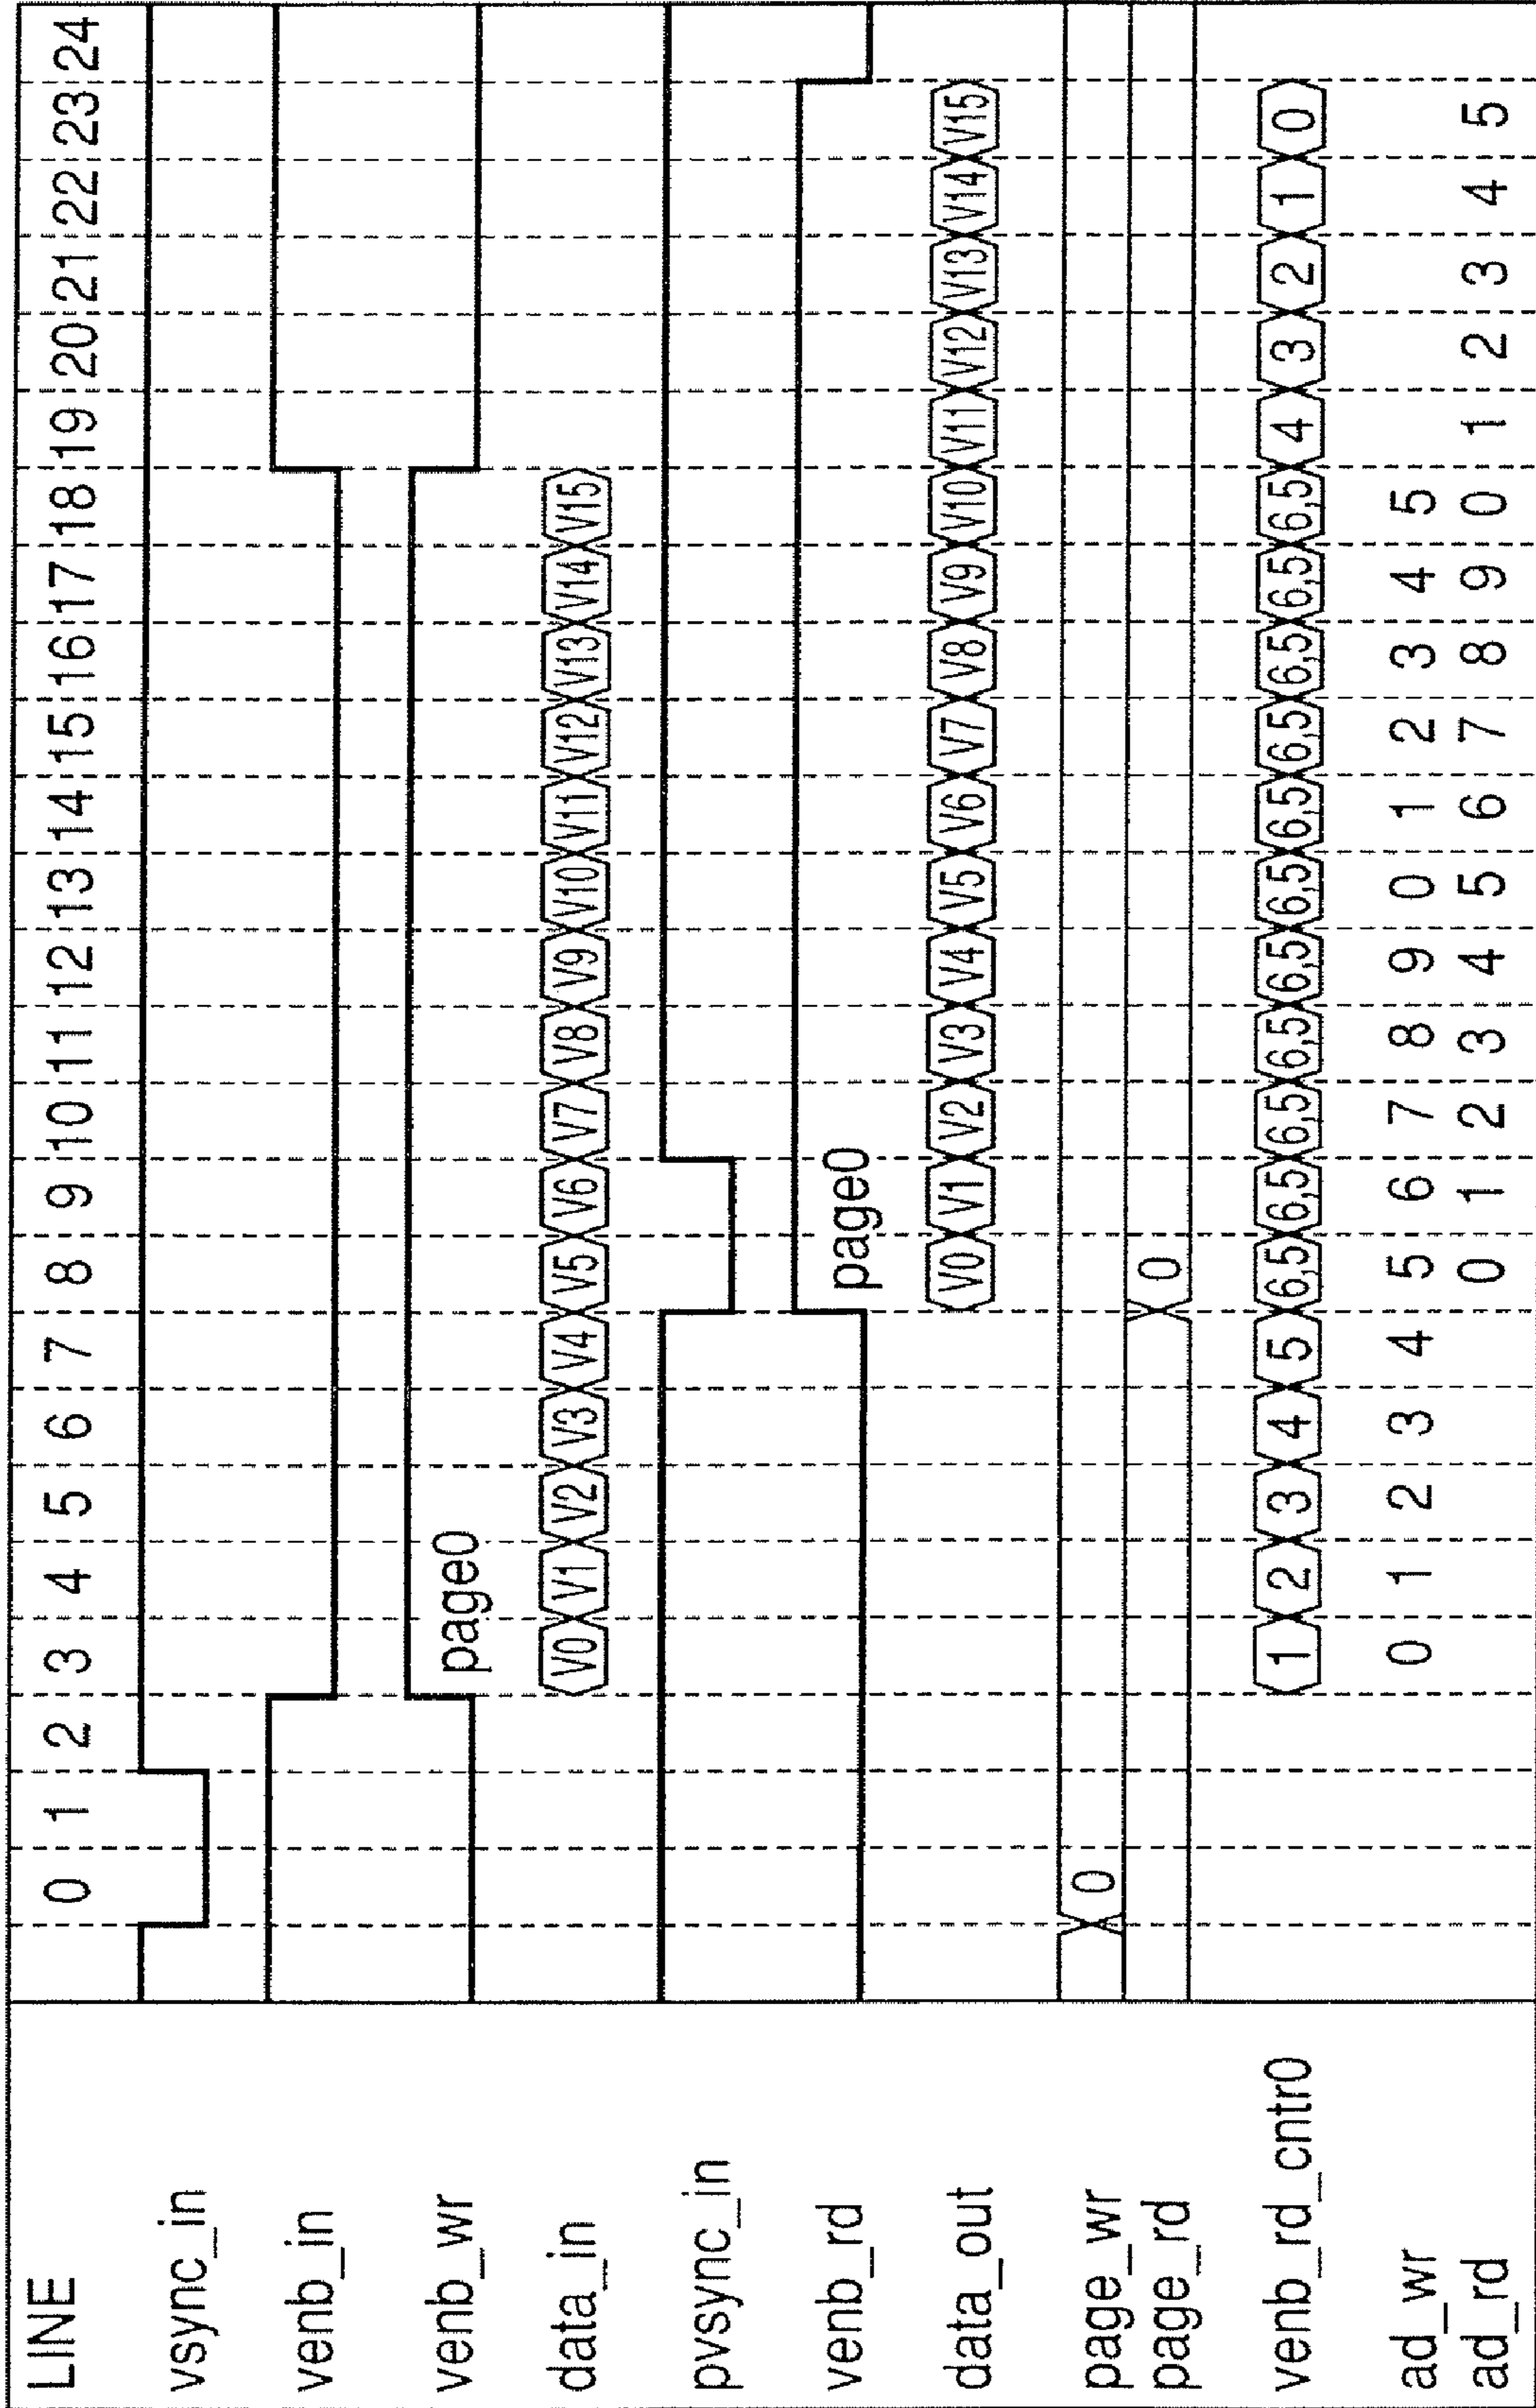 LINE 0 1 2 3 4 5 6 7 8 9 10 11 12 13 14 15 16 17 18 19 20 21 22 23 24
vsync_in
venb_in
venb_wr page0
data_in V0 V1 V2 V3 V4 V5 V6 V7 V8 V9 V10 V11 V12 V13 V14 V15
pvsync_in
venb_rd page0
data_out V0 V1 V2 V3 V4 V5 V6 V7 V8 V9 V10 V11 V12 V13 V14 V15
page_wr 0
page_rd 0
venb_rd_cntr0 1 2 3 4 5 6,5 6,5 6,5 6,5 6,5 6,5 6,5 6,5 6,5 6,5 6,5 4 3 2 1 0
ad_wr 0 1 2 3 4 5 6 7 8 9 0 1 2 3 4 5
ad_rd 0 1 2 3 4 5 6 7 8 9 0 1 2 3 4 5